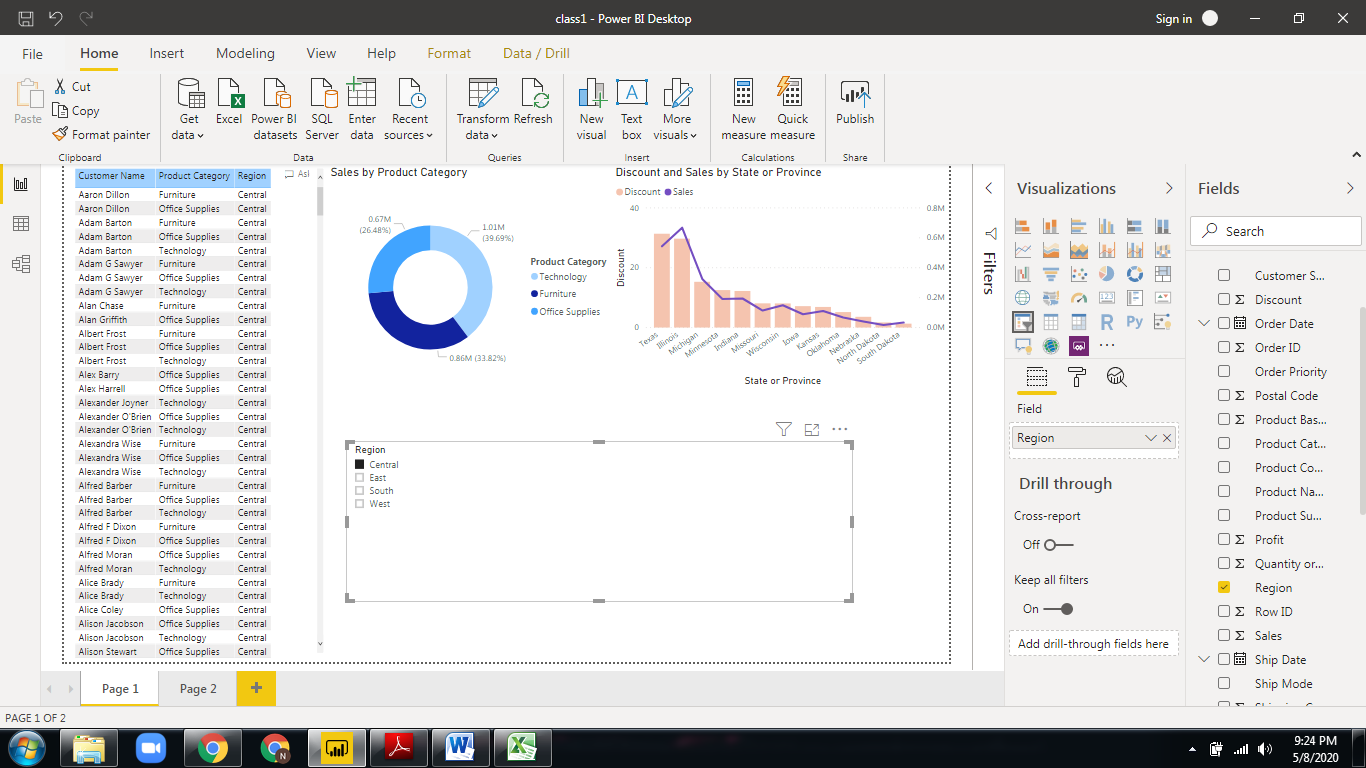 class1 - Power BI Desktop
Sign in
File Home Insert Modeling View Help Format Data / Drill
Paste
Cut
Copy
Format painter
Clipboard
Get data
Excel
Power BI datasets
SQL Server
Enter data
Recent sources
Data
Transform data
Refresh
Queries
New visual
Text box
More visuals
Insert
New measure
Quick measure
Calculations
Publish
Share
Customer Name Product Category Region
Aaron Dillon Furniture Central
Aaron Dillon Office Supplies Central
Adam Barton Furniture Central
Adam Barton Office Supplies Central
Adam Barton Technology Central
Adam G Sawyer Furniture Central
Adam G Sawyer Office Supplies Central
Adam G Sawyer Technology Central
Alan Chase Furniture Central
Alan Griffith Office Supplies Central
Albert Frost Furniture Central
Albert Frost Office Supplies Central
Albert Frost Technology Central
Alex Barry Office Supplies Central
Alex Harrell Office Supplies Central
Alexander Joyner Technology Central
Alexander O'Brien Office Supplies Central
Alexander O'Brien Technology Central
Alexandra Wise Furniture Central
Alexandra Wise Office Supplies Central
Alexandra Wise Technology Central
Alfred Barber Furniture Central
Alfred Barber Office Supplies Central
Alfred Barber Technology Central
Alfred F Dixon Furniture Central
Alfred F Dixon Office Supplies Central
Alfred Moran Office Supplies Central
Alfred Moran Technology Central
Alice Brady Furniture Central
Alice Brady Technology Central
Alice Coley Office Supplies Central
Alison Jacobson Office Supplies Central
Alison Jacobson Technology Central
Alison Stewart Office Supplies Central
Sales by Product Category
0.67M
(26.48%)
1.01M
(39.69%)
0.86M (33.82%)
Product Category
Technology
Furniture
Office Supplies
Discount and Sales by State or Province
Discount Sales
40
20
0
Discount
0.8M
0.6M
0.4M
0.2M
0.0M
Texas
Illinois
Michigan
Minnesota
Indiana
Missouri
Wisconsin
Iowa
Kansas
Oklahoma
Nebraska
North Dakota
South Dakota
State or Province
Region
Central
East
South
West
Filters
Visualizations
R
Py
123
Field
Region
Drill through
Cross-report
Off
Keep all filters
On
Add drill-through fields here
Fields
Search
Customer S...
Discount
Order Date
Order ID
Order Priority
Postal Code
Product Bas...
Product Cat...
Product Co...
Product Na...
Product Su...
Profit
Quantity or...
Region
Row ID
Sales
Ship Date
Ship Mode
Page 1
Page 2
PAGE 1 OF 2
9:24 PM
5/8/2020